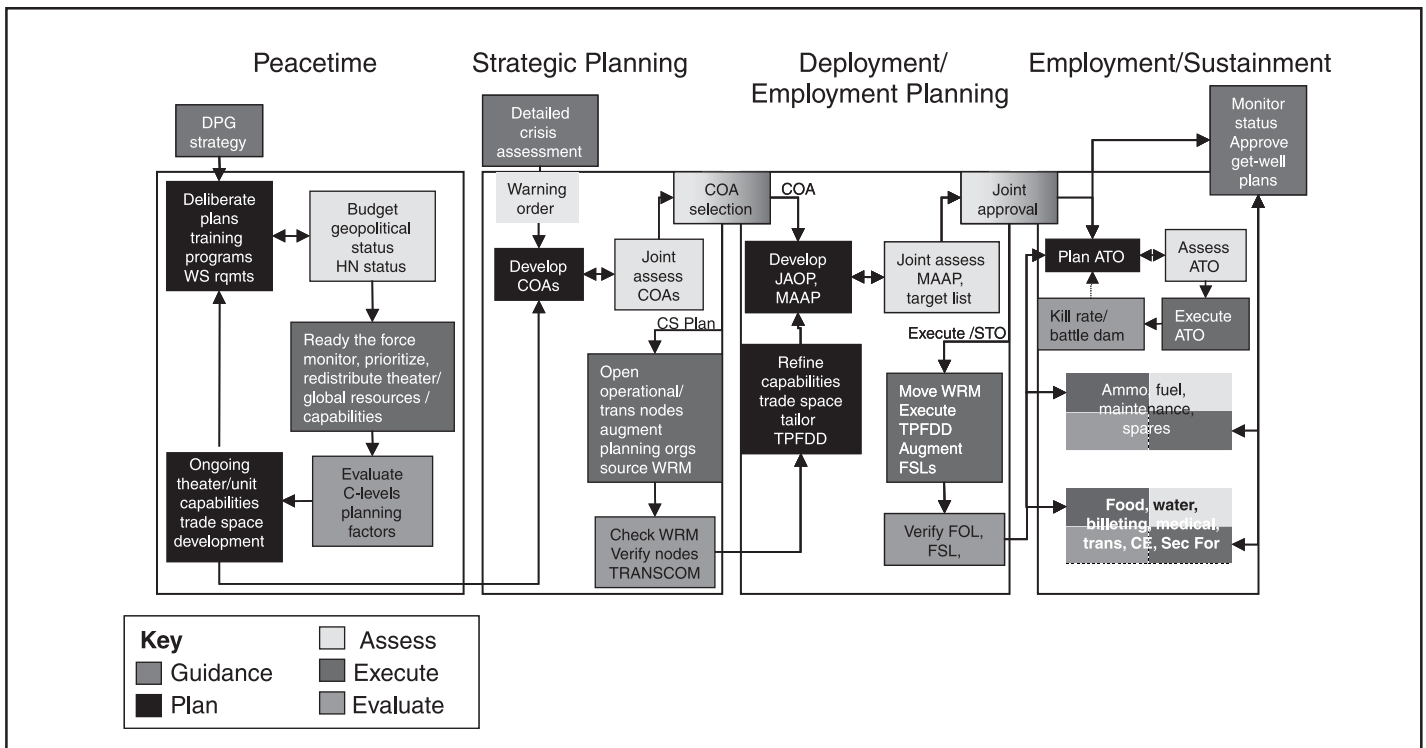 Peacetime
Strategic Planning
Deployment/
Employment Planning
Employment/Sustainment
DPG
strategy
Deliberate
plans
training
programs
WS rqmts
Budget
geopolitical
status
HN status
Ready the force
monitor, prioritize,
redistribute theater/
global resources /
capabilities
Ongoing
theater/unit
capabilities
trade space
development
Evaluate
C-levels
planning
factors
Detailed
crisis
assessment
Warning
order
Develop
COAs
Joint
assess
COAs
COA
selection
CS Plan
Open
operational/
trans nodes
augment
planning orgs
source WRM
Check WRM
Verify nodes
TRANSCOM
COA
Develop
JAOP,
MAAP
Joint assess
MAAP,
target list
Joint
approval
Refine
capabilities
trade space
tailor
TPFDD
Execute /STO
Move WRM
Execute
TPFDD
Augment
FSLs
Verify FOL,
FSL,
Monitor
status
Approve
get-well
plans
Plan ATO
Assess
ATO
Kill rate/
battle dam
Execute
ATO
Ammo, fuel,
maintenance,
spares
Food, water,
billeting, medical,
trans, CE, Sec For
Key
Guidance
Plan
Assess
Execute
Evaluate